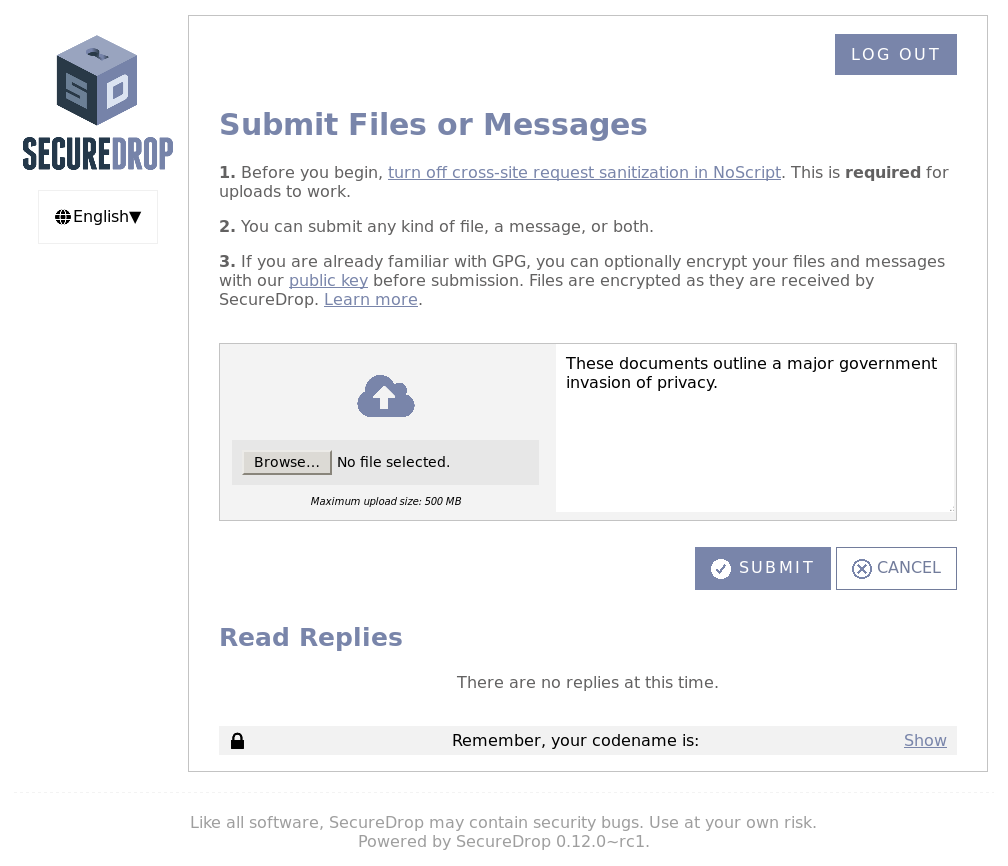 LOG OUT
SD
SECUREDROP
English▼
Submit Files or Messages
1. Before you begin, turn off cross-site request sanitization in NoScript. This is required for
uploads to work.
2. You can submit any kind of file, a message, or both.
3. If you are already familiar with GPG, you can optionally encrypt your files and messages
with our public key before submission. Files are encrypted as they are received by
SecureDrop. Learn more.
These documents outline a major government
invasion of privacy.
Browse... No file selected.
Maximum upload size: 500 MB
SUBMIT CANCEL
Read Replies
There are no replies at this time.
Remember, your codename is: Show
Like all software, SecureDrop may contain security bugs. Use at your own risk.
Powered by SecureDrop 0.12.0~rc1.